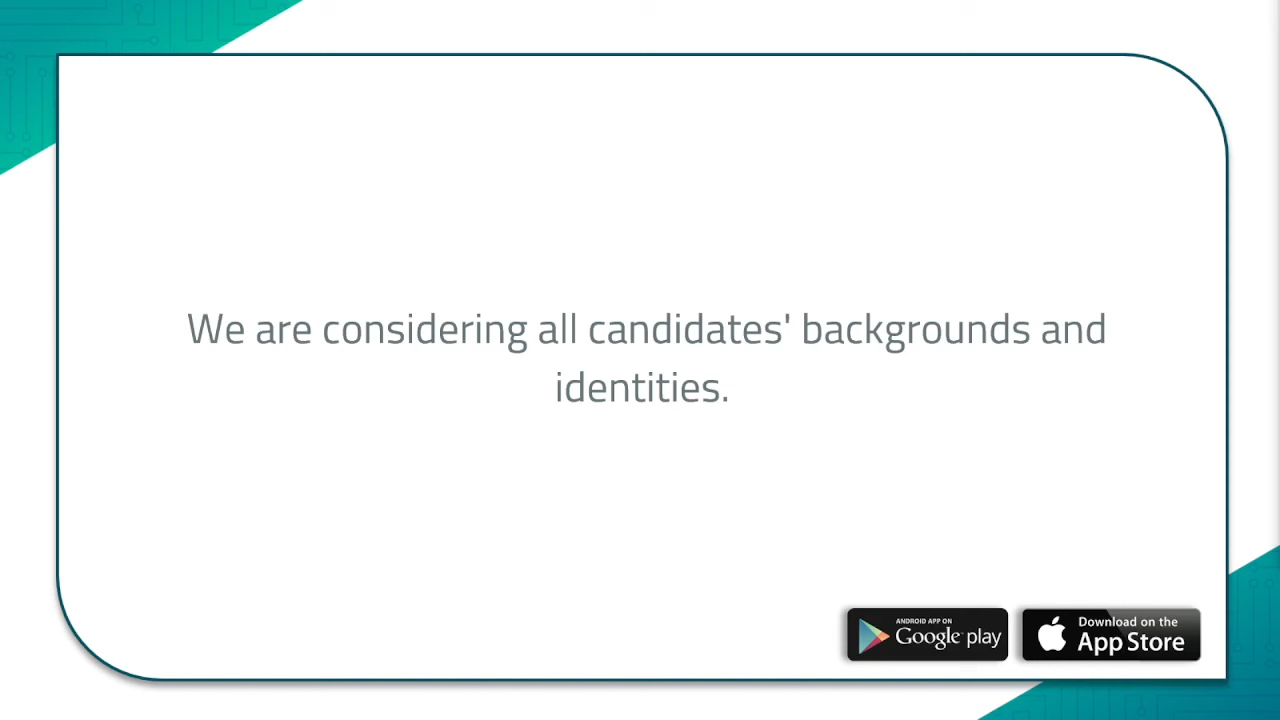 We are considering all candidates' backgrounds and
identities.
ANDROID APP ON
Google play
Download on the
App Store